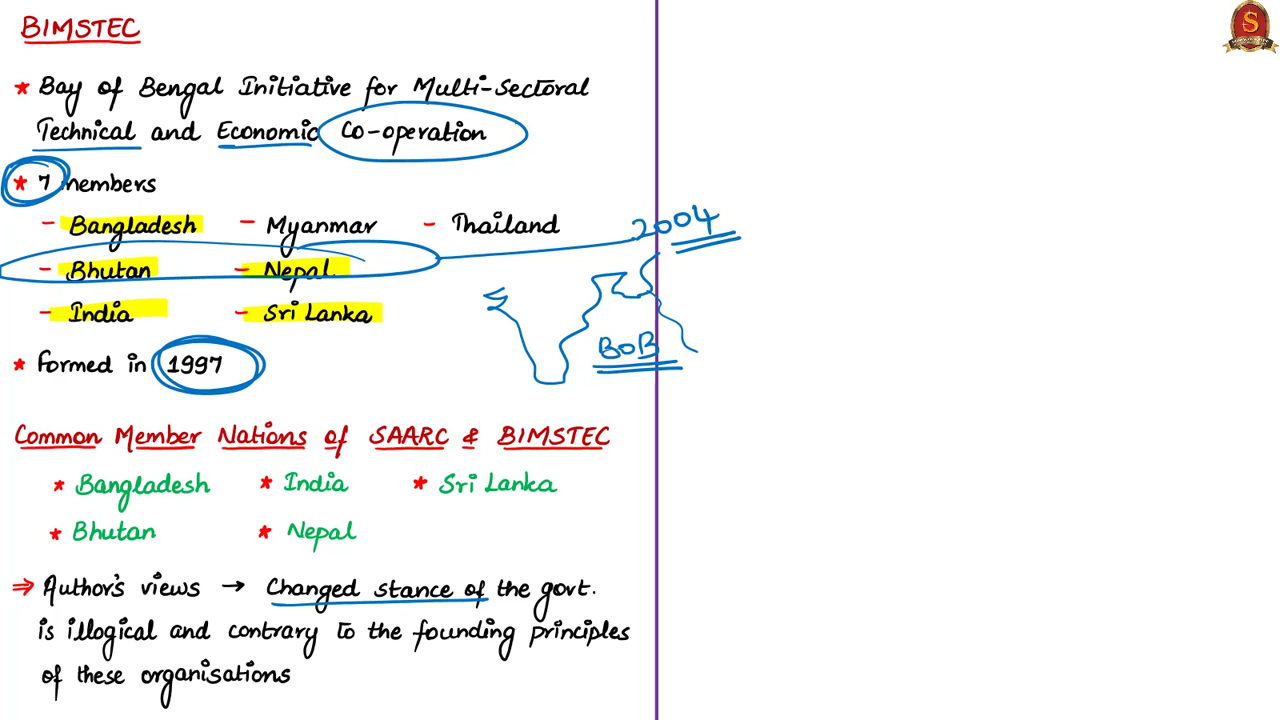 BIMSTEC
* Bay of Bengal Initiative for Multi-Sectoral
Technical and Economic Co-operation
* 7 members
- Bangladesh - Myanmar - Thailand
- Bhutan - Nepal.
- India - Sri Lanka
2004
BOB
* Formed in 1997
Common Member Nations of SAARC & BIMSTEC
* Bangladesh * India * Sri Lanka
* Bhutan * Nepal
⇒ Author's views → Changed stance of the govt.
is illogical and contrary to the founding principles
of these organisations
S